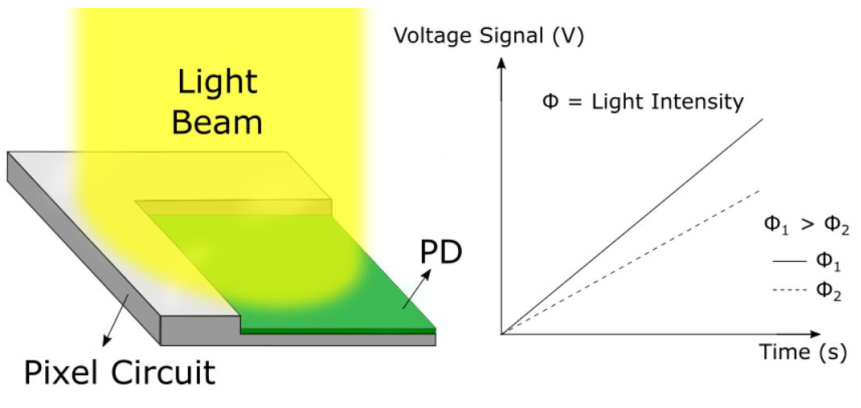 Light
Beam
PD
Pixel Circuit
Voltage Signal (V)
Φ = Light Intensity
Φ₁ > Φ₂
Φ₁
Φ₂
Time (s)